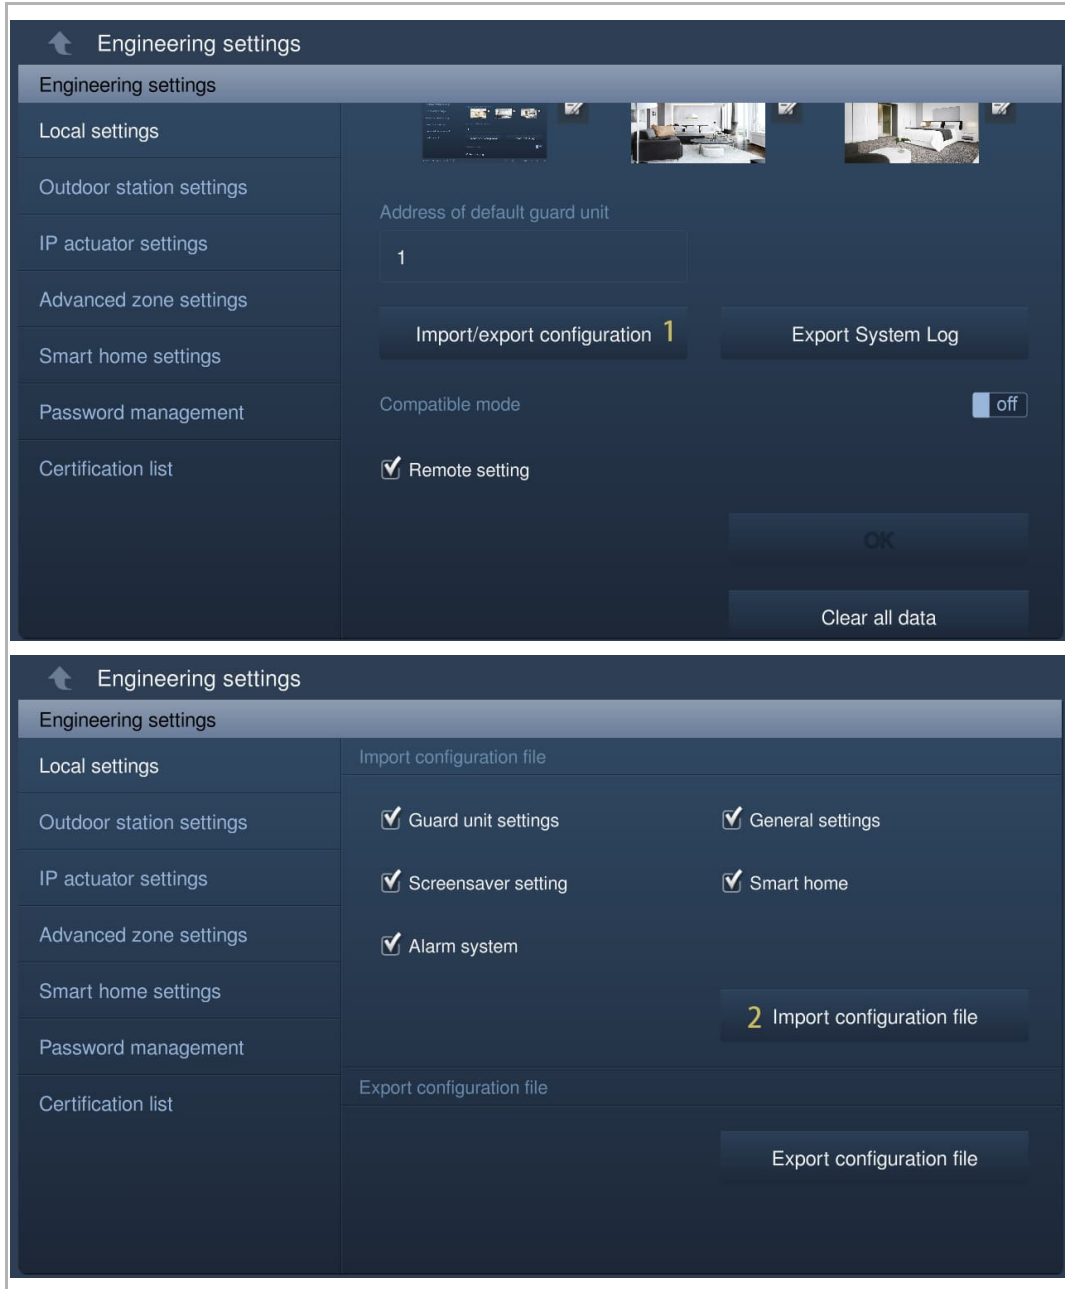 Engineering settings
Engineering settings
Local settings
Outdoor station settings
IP actuator settings
Advanced zone settings
Smart home settings
Password management
Certification list
Address of default guard unit
1
Import/export configuration 1
Export System Log
Compatible mode
off
Remote setting
OK
Clear all data
Engineering settings
Engineering settings
Local settings
Outdoor station settings
IP actuator settings
Advanced zone settings
Smart home settings
Password management
Certification list
Import configuration file
Guard unit settings
General settings
Screensaver setting
Smart home
Alarm system
2 Import configuration file
Export configuration file
Export configuration file